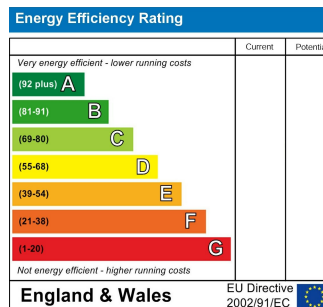 Energy Efficiency Rating
Current Potentia
Very energy efficient - lower running costs
(92 plus) A
(81-91) B
(69-80) C
(55-68) D
(39-54) E
(21-38) F
(1-20) G
Not energy efficient - higher running costs
England & Wales
EU Directive
2002/91/EC